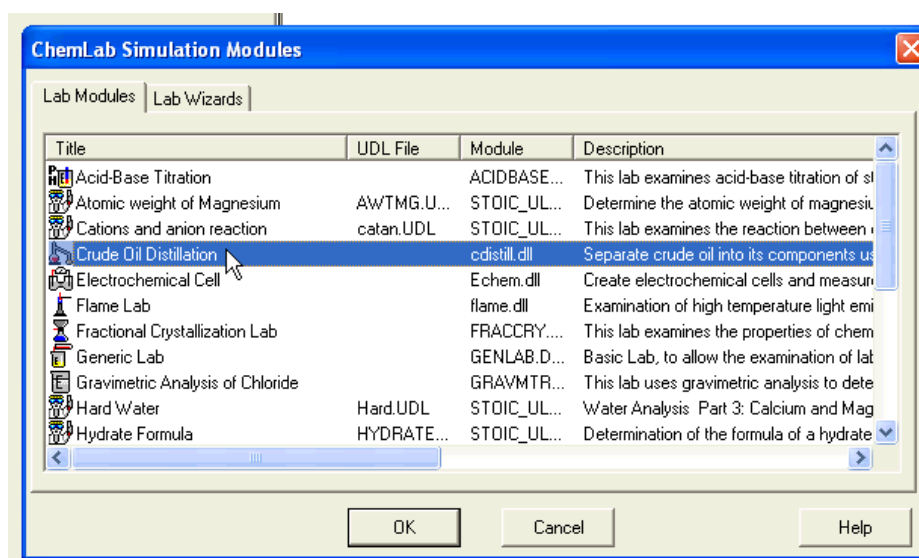 ChemLab Simulation Modules
Lab Modules Lab Wizards
Title UDL File Module Description
Acid-Base Titration ACIDBASE... This lab examines acid-base titration of st
Atomic weight of Magnesium AWTMG.U... STOIC_UL... Determine the atomic weight of magnesiu
Cations and anion reaction catan.UDL STOIC_UL... This lab examines the reaction between
Crude Oil Distillation cdistill.dll Separate crude oil into its components us
Electrochemical Cell Echem.dll Create electrochemical cells and measure
Flame Lab flame.dll Examination of high temperature light emi
Fractional Crystallization Lab FRACCRY.... This lab examines the properties of chem
Generic Lab GENLAB.D... Basic Lab, to allow the examination of lab
Gravimetric Analysis of Chloride GRAVMTR... This lab uses gravimetric analysis to dete
Hard Water Hard.UDL STOIC_UL... Water Analysis Part 3: Calcium and Mag
Hydrate Formula HYDRATE... STOIC_UL... Determination of the formula of a hydrate
OK Cancel Help